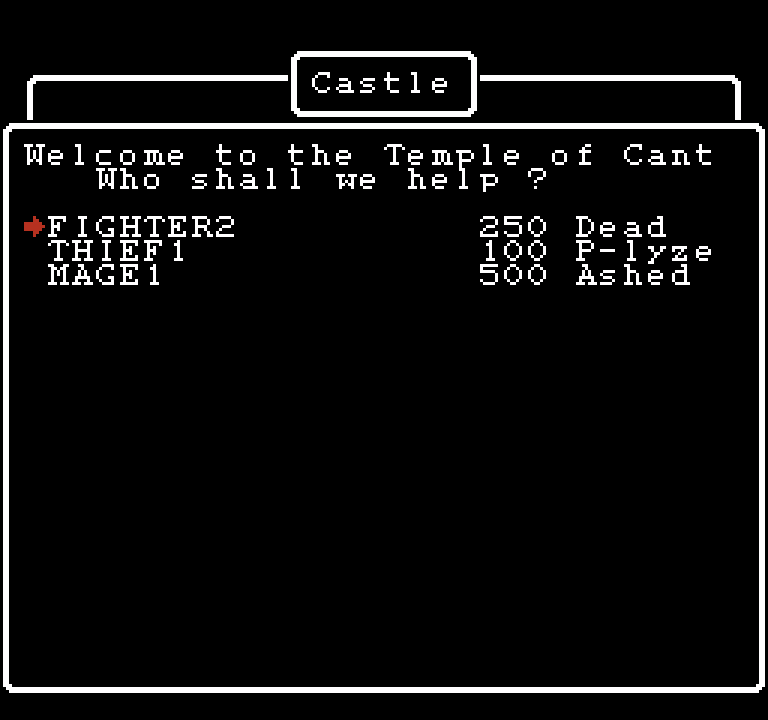 Castle
Welcome to the Temple of Cant
Who shall we help ?
FIGHTER2 250 Dead
THIEF1 100 P-lyze
MAGE1 500 Ashed